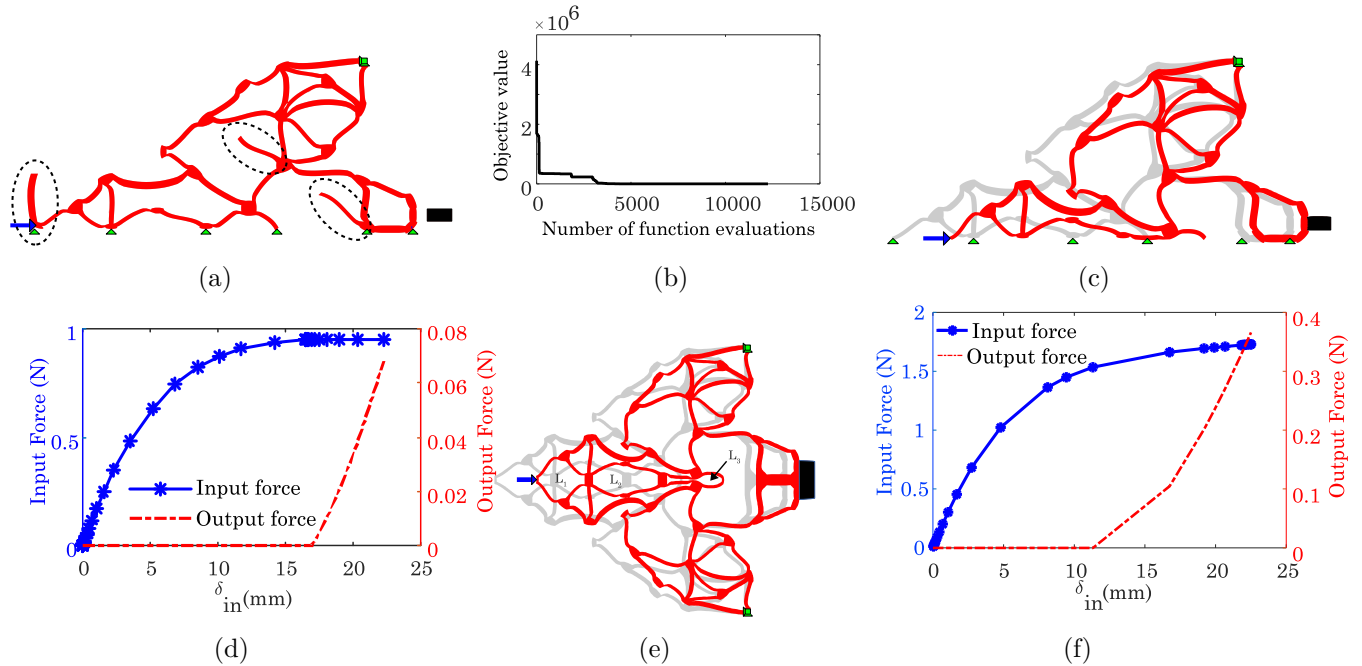 ×10⁶
4
2
0
Objective value
0
5000
10000
15000
Number of function evaluations
(a)
(b)
(c)
1
0.5
0
Input Force (N)
0.08
0.06
0.04
0.02
0
Output Force (N)
Input force
Output force
0
5
10
15
20
25
δin(mm)
(d)
L1
L2
L3
(e)
2
1.5
1
0.5
0
Input Force (N)
0.4
0.3
0.2
0.1
0
Output Force (N)
Input force
Output force
0
5
10
15
20
25
δin(mm)
(f)